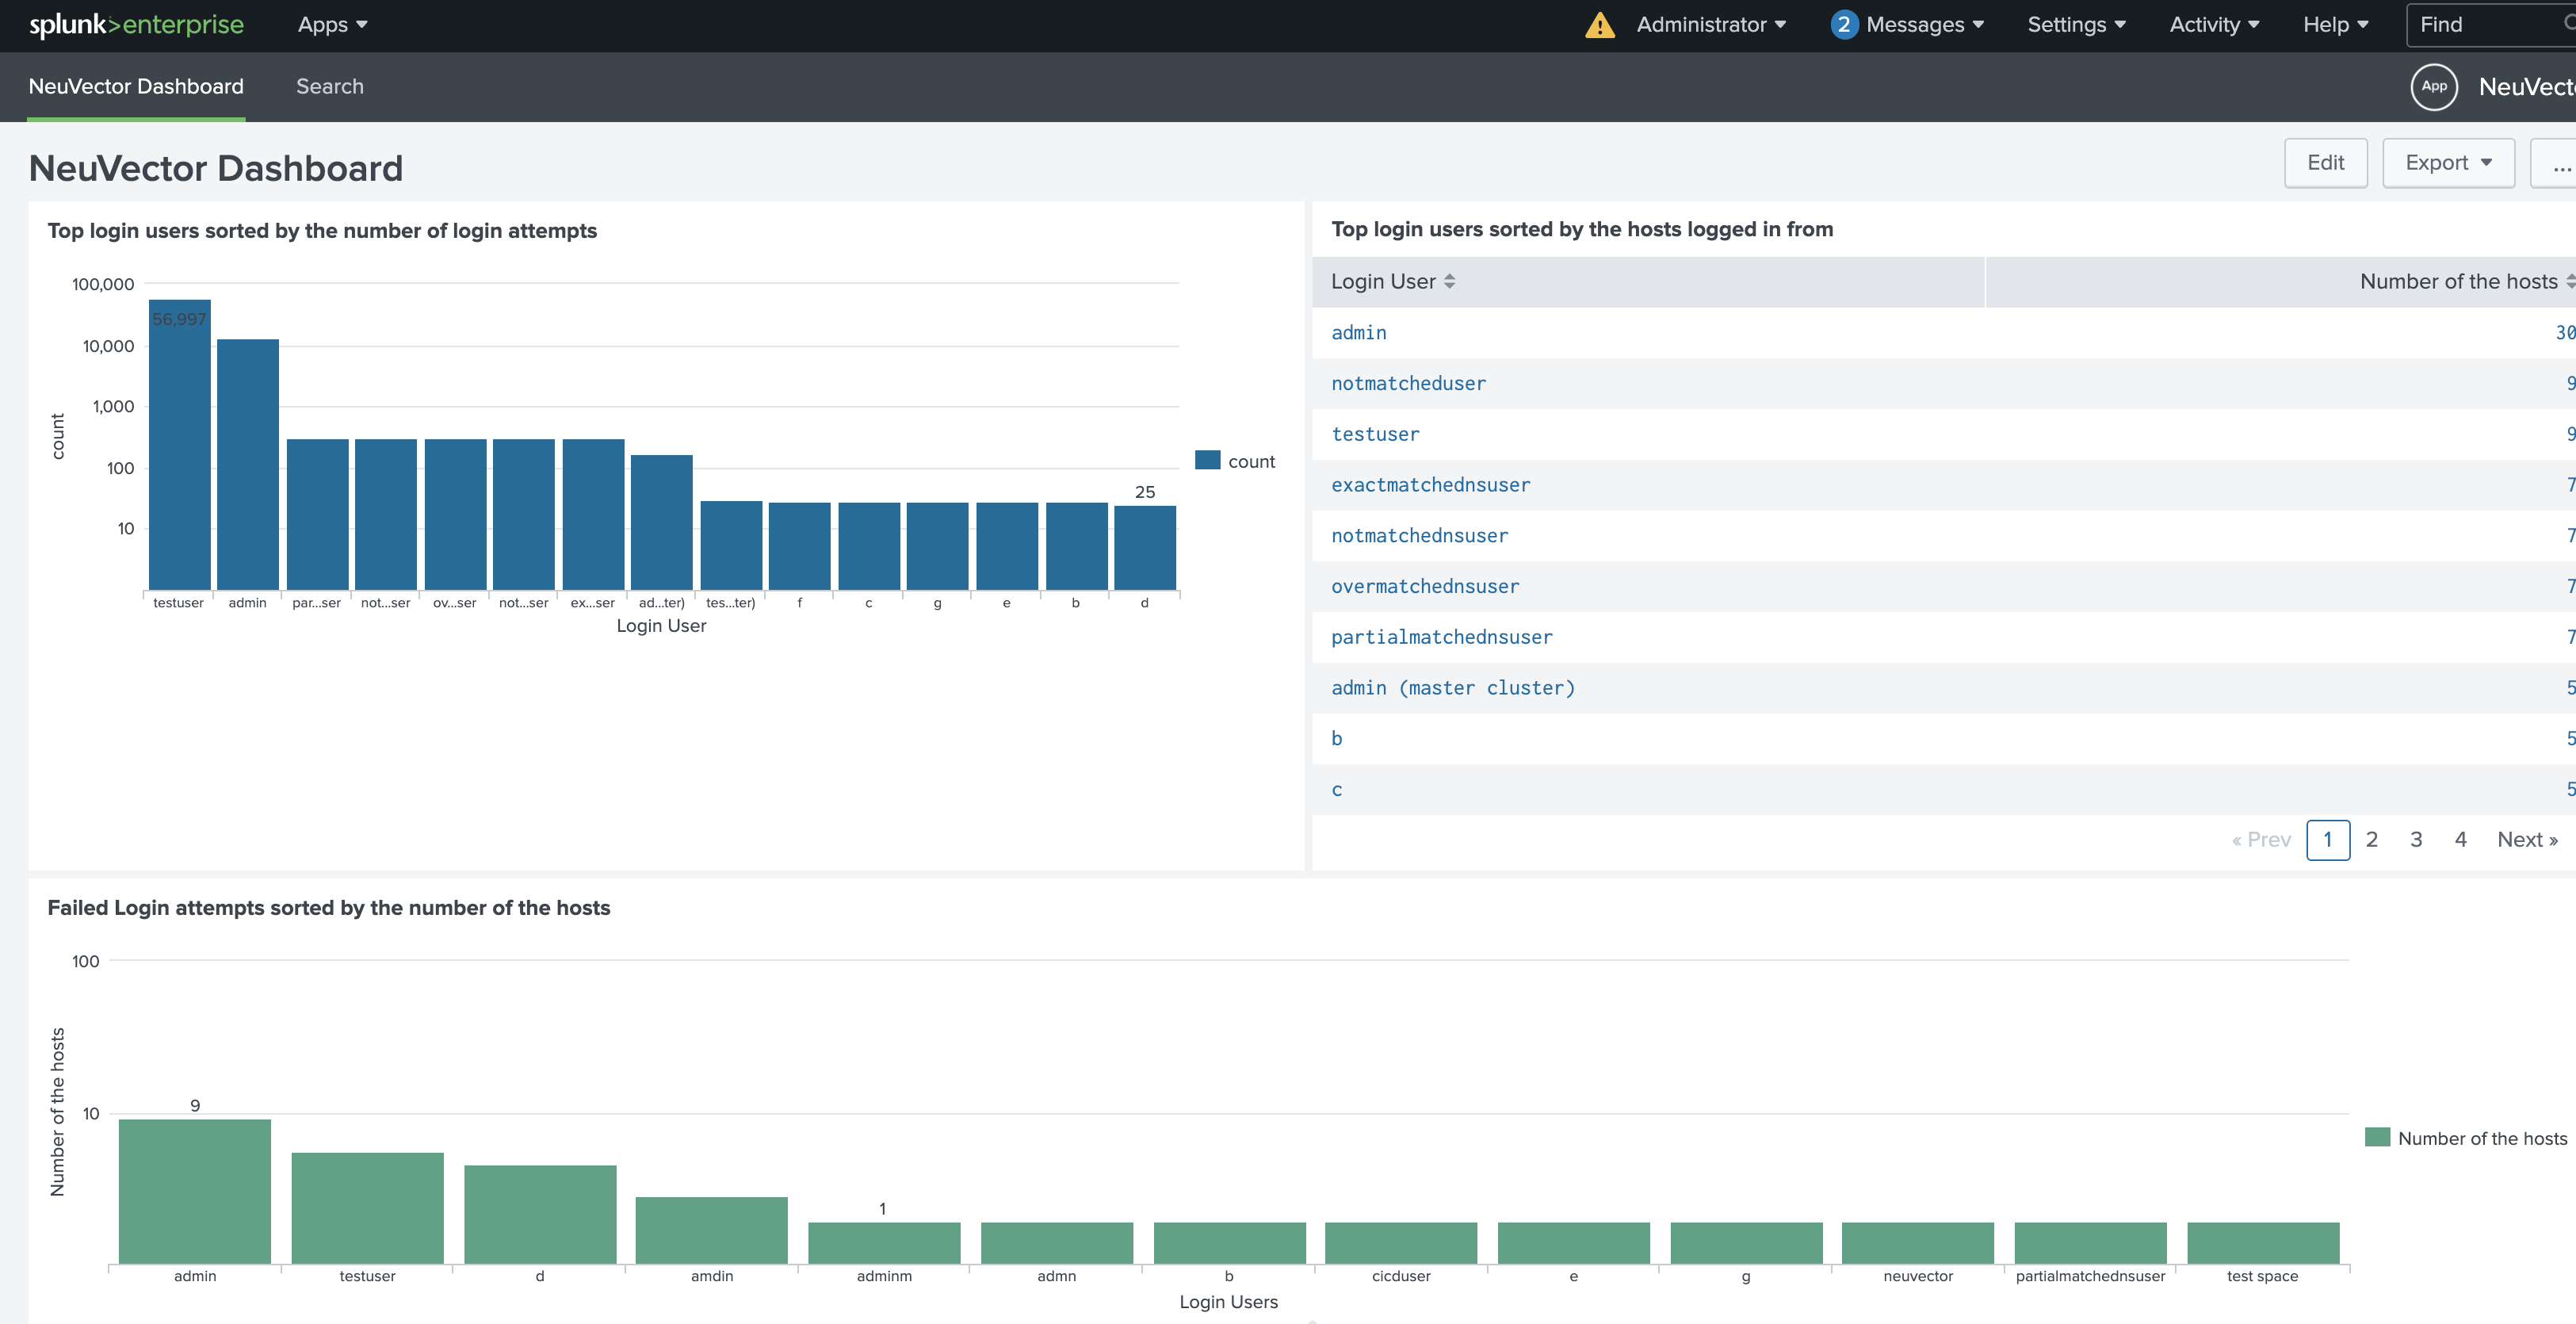 splunk>enterprise Apps Administrator 2 Messages Settings Activity Help Find
NeuVector Dashboard Search App
NeuVector Dashboard
Edit Export ...
Top login users sorted by the number of login attempts
100,000
56,997
10,000
1,000
100
10
25
count
count
testuser admin par...ser not...ser ov...ser not...ser ex...ser ad...ter) tes...ter) f c g e b d
Login User
Top login users sorted by the hosts logged in from
Login User Number of the hosts
admin 30
notmatcheduser 9
testuser 9
exactmatchednsuser 7
notmatchednsuser 7
overmatchednsuser 7
partialmatchednsuser 7
admin (master cluster) 5
b 5
c 5
« Prev 1 2 3 4 Next »
Failed Login attempts sorted by the number of the hosts
100
10
9
1
Number of the hosts
Number of the hosts
admin testuser d amdin adminm admn b cicduser e g neuvector partialmatchednsuser test space
Login Users